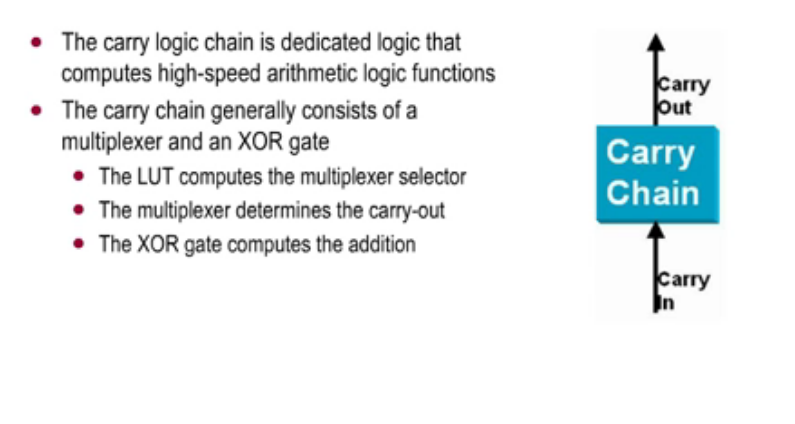 The carry logic chain is dedicated logic that
computes high-speed arithmetic logic functions
The carry chain generally consists of a
multiplexer and an XOR gate
The LUT computes the multiplexer selector
The multiplexer determines the carry-out
The XOR gate computes the addition
Carry
Out
Carry
Chain
Carry
In